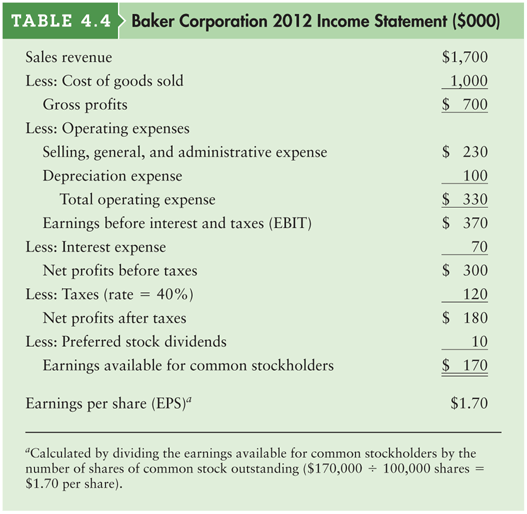 TABLE 4.4 Baker Corporation 2012 Income Statement ($000)
Sales revenue $1,700
Less: Cost of goods sold 1,000
Gross profits $ 700
Less: Operating expenses
Selling, general, and administrative expense $ 230
Depreciation expense 100
Total operating expense $ 330
Earnings before interest and taxes (EBIT) $ 370
Less: Interest expense 70
Net profits before taxes $ 300
Less: Taxes (rate = 40%) 120
Net profits after taxes $ 180
Less: Preferred stock dividends 10
Earnings available for common stockholders $ 170
Earnings per share (EPS)a $1.70
aCalculated by dividing the earnings available for common stockholders by the
number of shares of common stock outstanding ($170,000 ÷ 100,000 shares =
$1.70 per share).